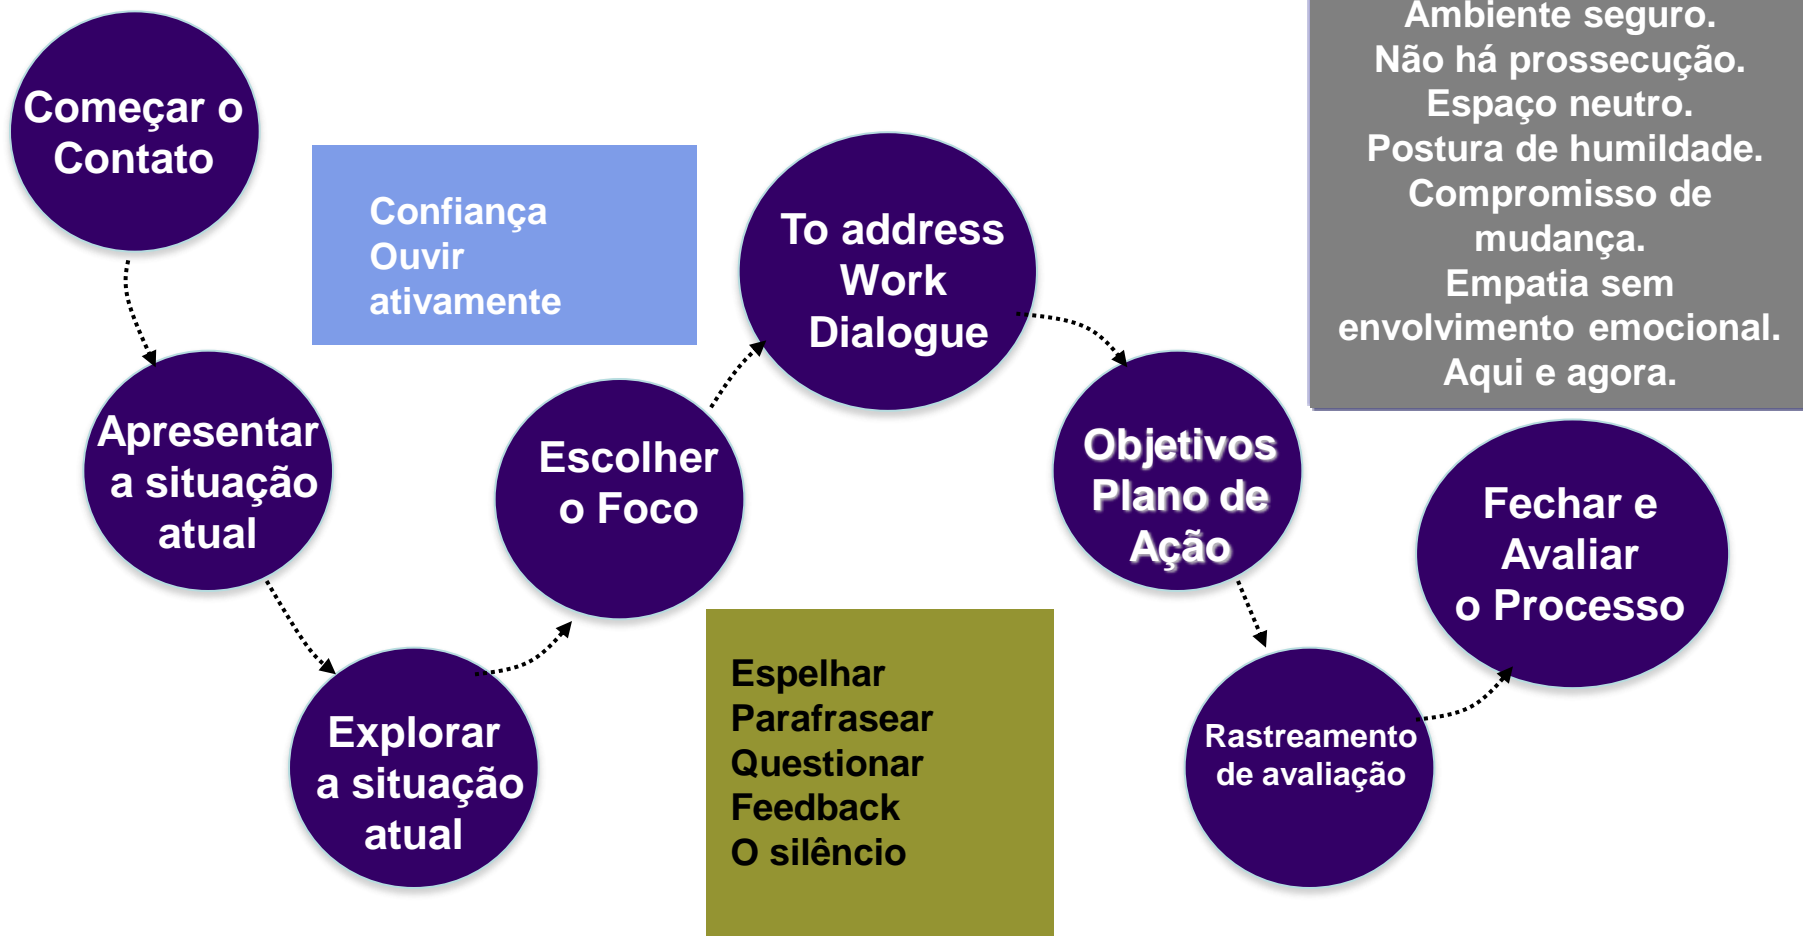 Começar o
Contato
Apresentar
a situação
atual
Explorar
a situação
atual
Confiança
Ouvir
ativamente
Escolher
o Foco
To address
Work
Dialogue
Espelhar
Parafrasear
Questionar
Feedback
O silêncio
Objetivos
Plano de
Ação
Rastreamento
de avaliação
Fechar e
Avaliar
o Processo
Ambiente seguro.
Não há prossecução.
Espaço neutro.
Postura de humildade.
Compromisso de
mudança.
Empatia sem
envolvimento emocional.
Aqui e agora.